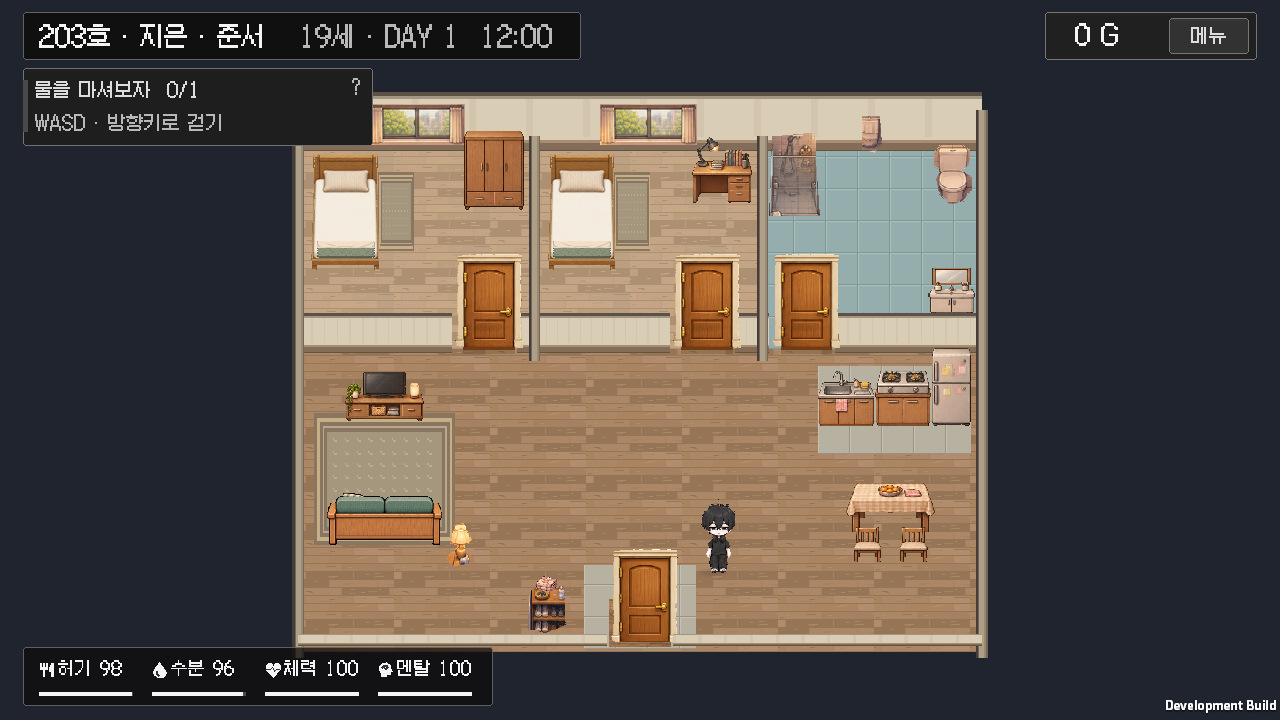 203호 · 지은 · 준서 19세 · DAY 1 12:00
0 G
메뉴
물을 마셔보자 0/1
?
WASD · 방향키로 걷기
허기 98
수분 96
체력 100
멘탈 100
Development Build